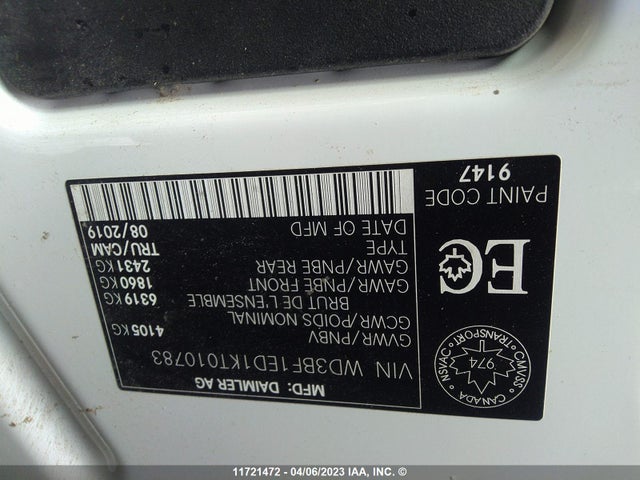 MFD: DAIMLER AG
VIN WD3BF1ED1KT010783
GVWR/PNBV 4105 KG
GCWR/POIDS NOMINAL
BRUT DE L'ENSEMBLE 6319 KG
GAWR/PNBE FRONT 1860 KG
GAWR/PNBE REAR 2431 KG
TYPE TRU/CAM
DATE OF MFD 08/2019
CMVSS-NSVAC
974
TRANSPORT CANADA
EC
PAINT CODE
9147
11721472 - 04/06/2023 IAA, INC. ©